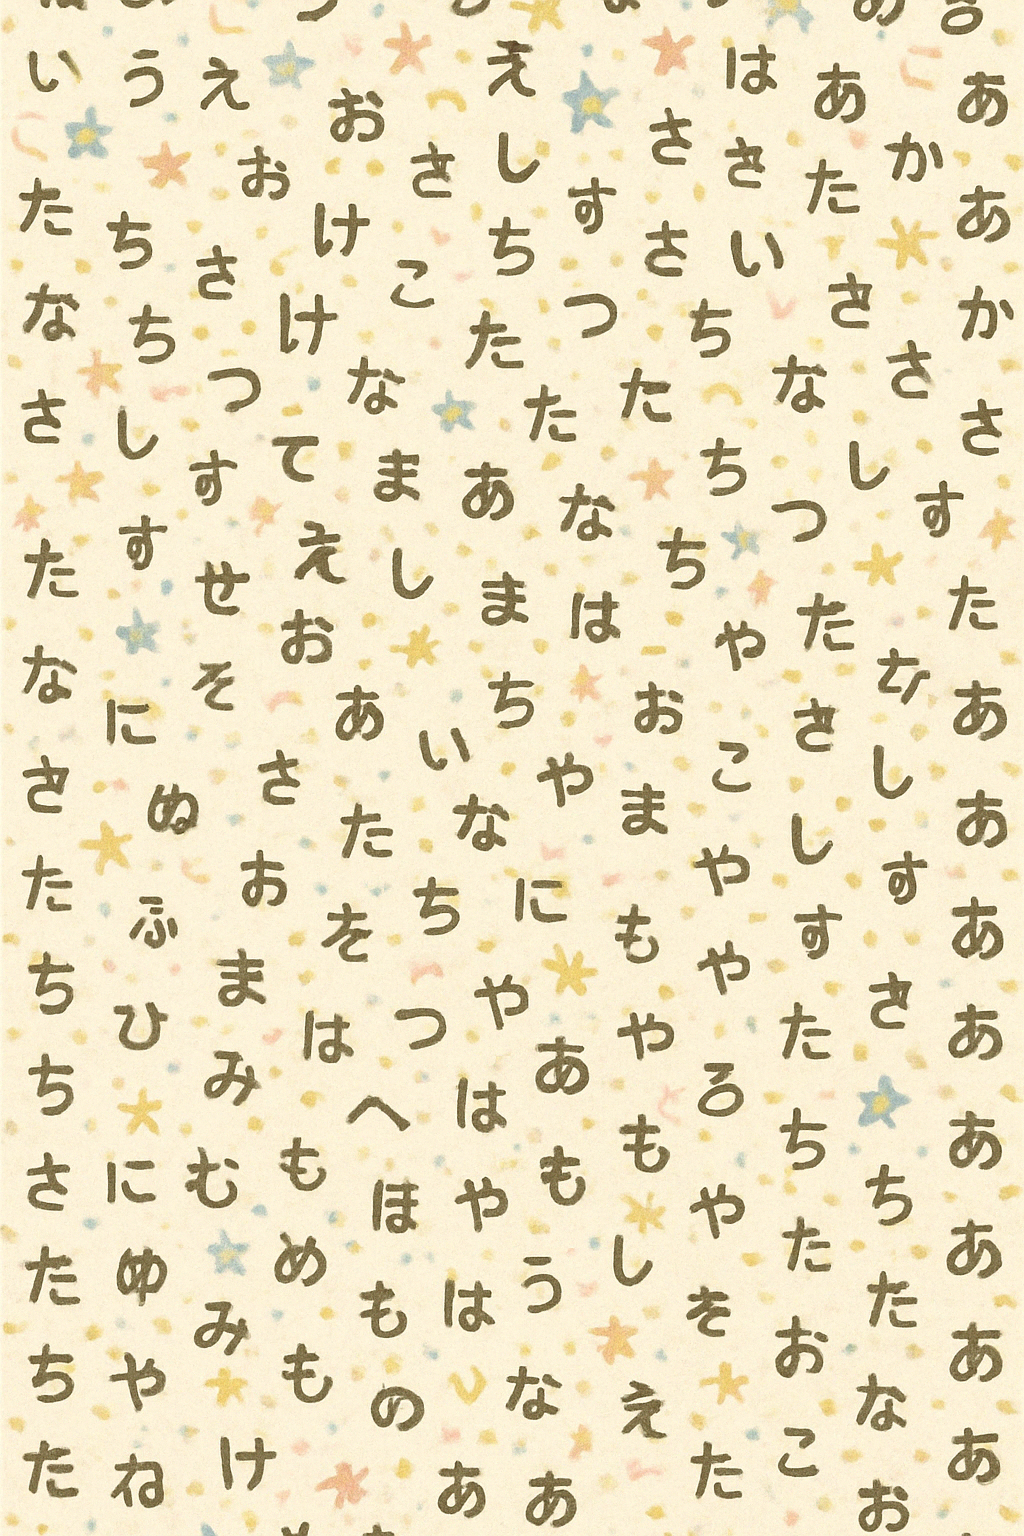 いうええはああ
おささか
おしさす
たけちさいた
ちさこあ
なけつささか
ちたちなさ
さつなたた
してまあちしさ
すなつす
すえしちた
たせまは
おやた
なそちな
にあおさあ
さいこし
さたなやまし
ぬあ
たおちにやす
ふをもすあ
ちまややさ
ひはつやたあ
ちみあ
へはろ
さもももちあ
にむほやち
たゆめうした
みもはそた
ちやもおあ
のなえな
たねけああたこお